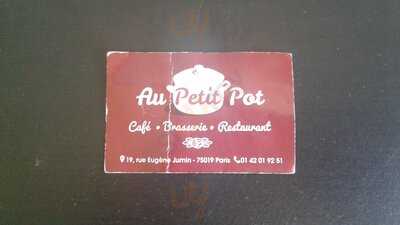 Au Petit Pot
Café • Brasserie • Restaurant
19, rue Eugène Jumin - 75019 Paris 01 42 01 92 51